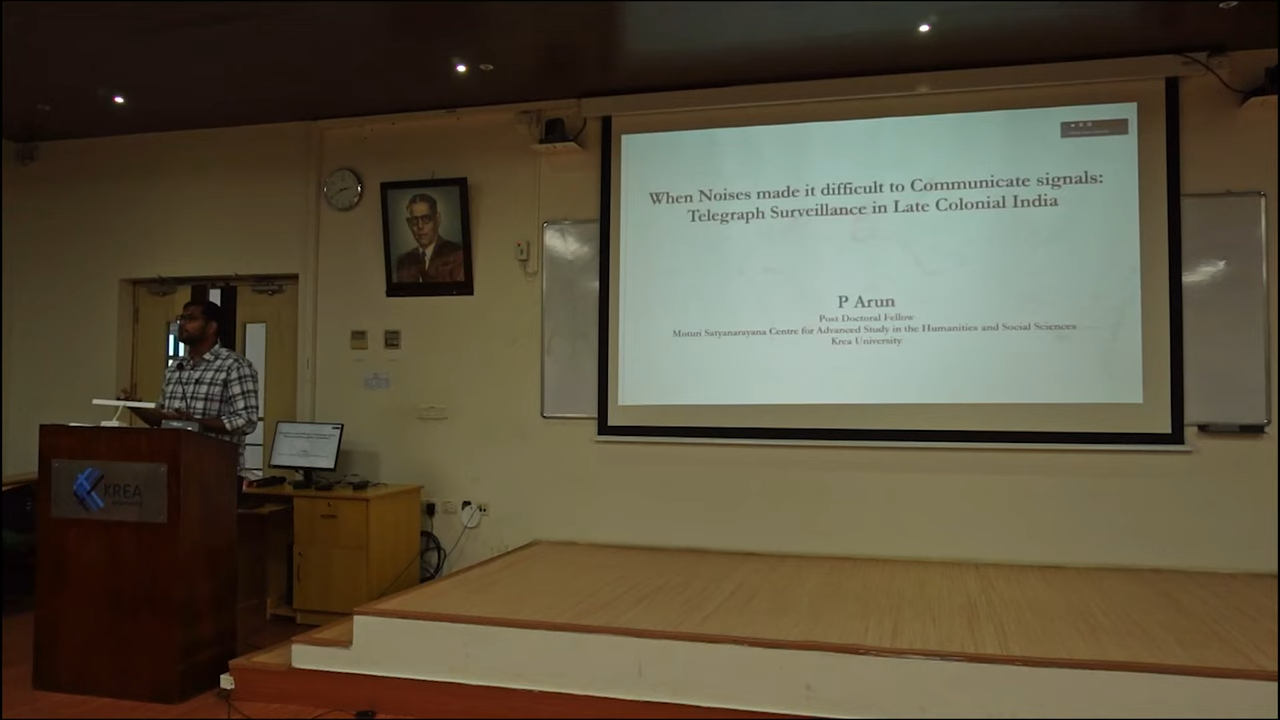 When Noises made it difficult to Communicate signals:
Telegraph Surveillance in Late Colonial India
P Arun
Post Doctoral Fellow
Moturi Satyanarayana Centre for Advanced Study in the Humanities and Social Sciences
Krea University
KREA